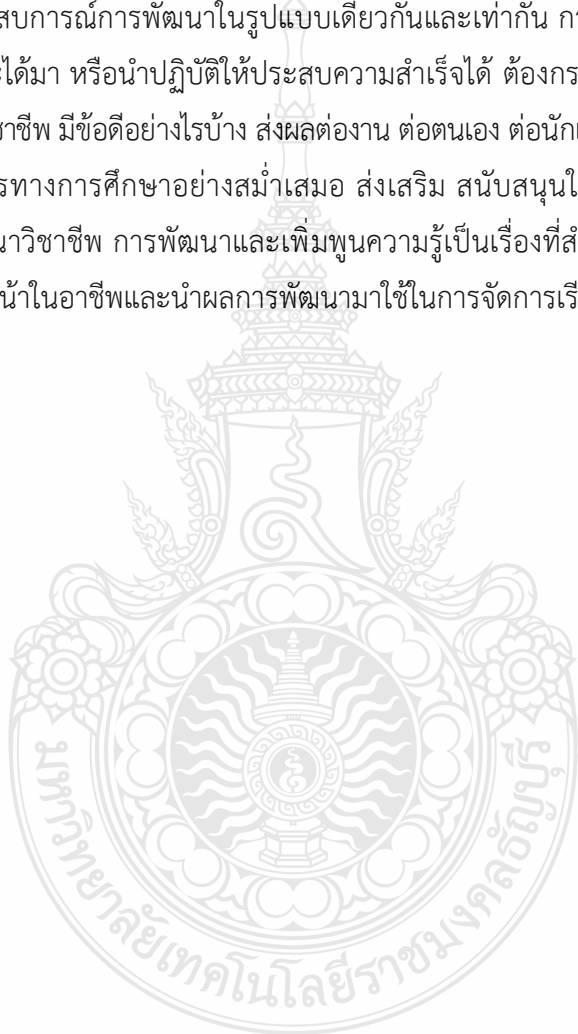 สบการณ์การพัฒนาในรูปแบบเดียวกันและเท่ากัน
ะได้มา หรือนำปฏิบัติให้ประสบความสำเร็จได้ ต้องกร
าชีพ มีข้อดีอย่างไรบ้าง ส่งผลต่องาน ต่อตนเอง ต่อนัก
รทางการศึกษาอย่างสม่ำเสมอ ส่งเสริม สนับสนุนใ
นาวิชาชีพ การพัฒนาและเพิ่มพูนความรู้เป็นเรื่องที่สำ
น้าในอาชีพและนำผลการพัฒนามาใช้ในการจัดการเรี
มหาวิทยาลัยเทคโนโลยีราชมงคลธัญบุรี